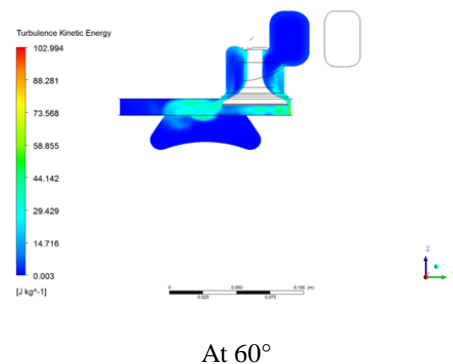 Turbulence Kinetic Energy
102.994
88.281
73.568
58.855
44.142
29.429
14.716
0.003
[J kg^-1]
0 0.050 0.100 (m)
0.025 0.075
Z
At 60°